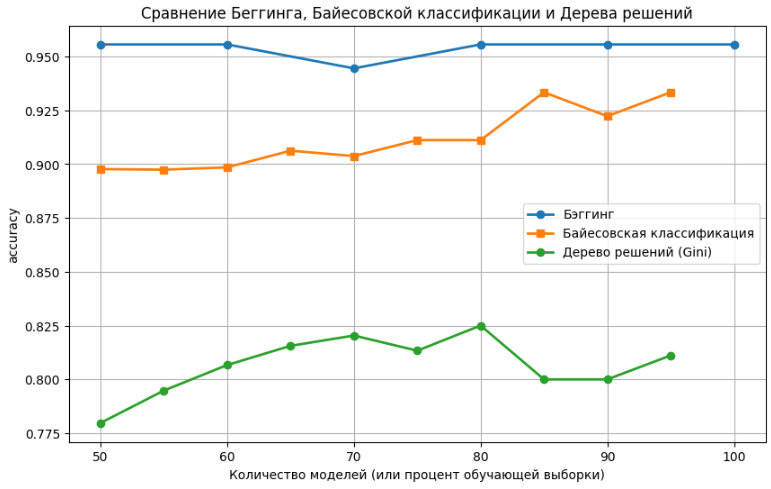 Сравнение Беггинга, Байесовской классификации и Дерева решений
0.950
0.925
0.900
0.875
0.850
0.825
0.800
0.775
accuracy
Бэггинг
Байесовская классификация
Дерево решений (Gini)
50
60
70
80
90
100
Количество моделей (или процент обучающей выборки)